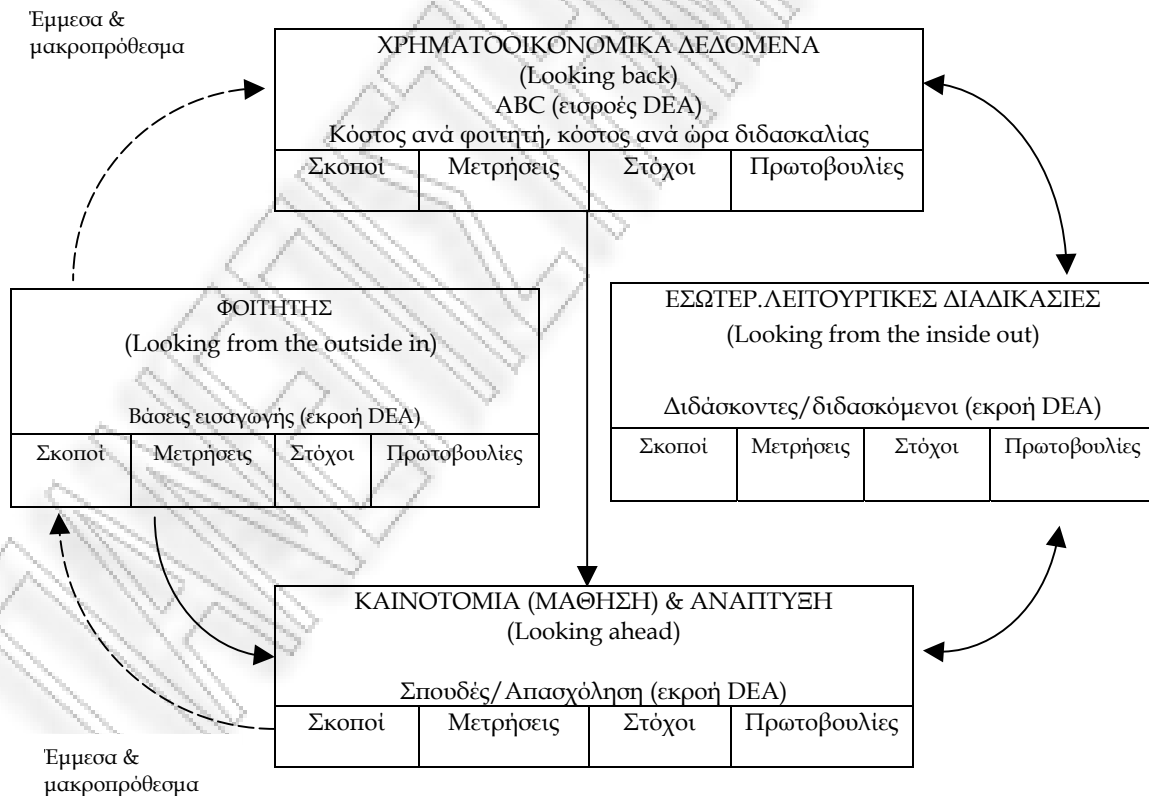 Έμμεσα &
μακροπρόθεσμα
ΧΡΗΜΑΤΟΟΙΚΟΝΟΜΙΚΑ ΔΕΔΟΜΕΝΑ
(Looking back)
ABC (εισροές DEA)
Κόστος ανά φοιτητή, κόστος ανά ώρα διδασκαλίας
Σκοποί Μετρήσεις Στόχοι Πρωτοβουλίες
ΦΟΙΤΗΤΗΣ
(Looking from the outside in)
Βάσεις εισαγωγής (εκροή DEA)
Σκοποί Μετρήσεις Στόχοι Πρωτοβουλίες
ΕΣΩΤΕΡ.ΛΕΙΤΟΥΡΓΙΚΕΣ ΔΙΑΔΙΚΑΣΙΕΣ
(Looking from the inside out)
Διδάσκοντες/διδασκόμενοι (εκροή DEA)
Σκοποί Μετρήσεις Στόχοι Πρωτοβουλίες
ΚΑΙΝΟΤΟΜΙΑ (ΜΑΘΗΣΗ) & ΑΝΑΠΤΥΞΗ
(Looking ahead)
Σπουδές/Απασχόληση (εκροή DEA)
Σκοποί Μετρήσεις Στόχοι Πρωτοβουλίες
Έμμεσα &
μακροπρόθεσμα